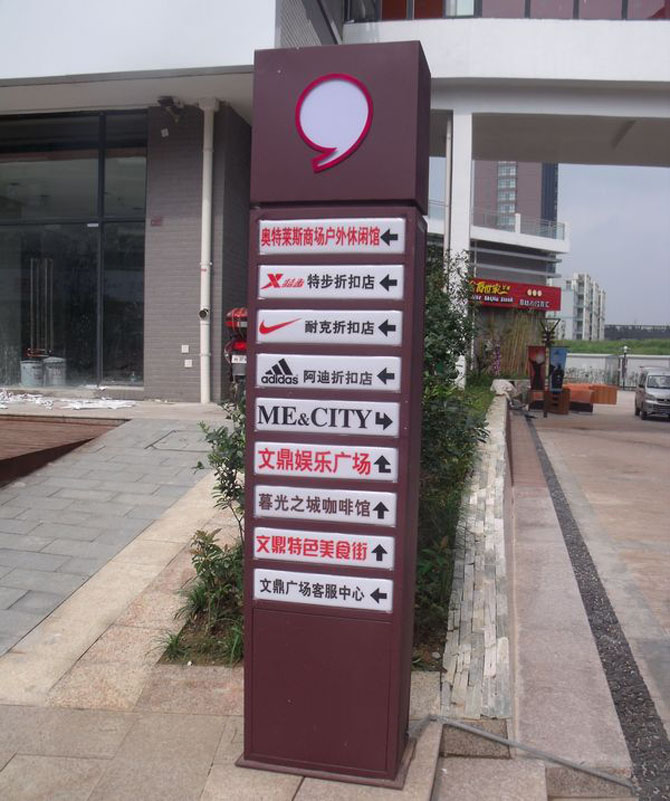 奥特莱斯商场户外休闲馆
特步 特步折扣店
耐克折扣店
adidas 阿迪折扣店
ME&CITY
文鼎娱乐广场
暮光之城咖啡馆
文鼎特色美食街
文鼎广场客服中心